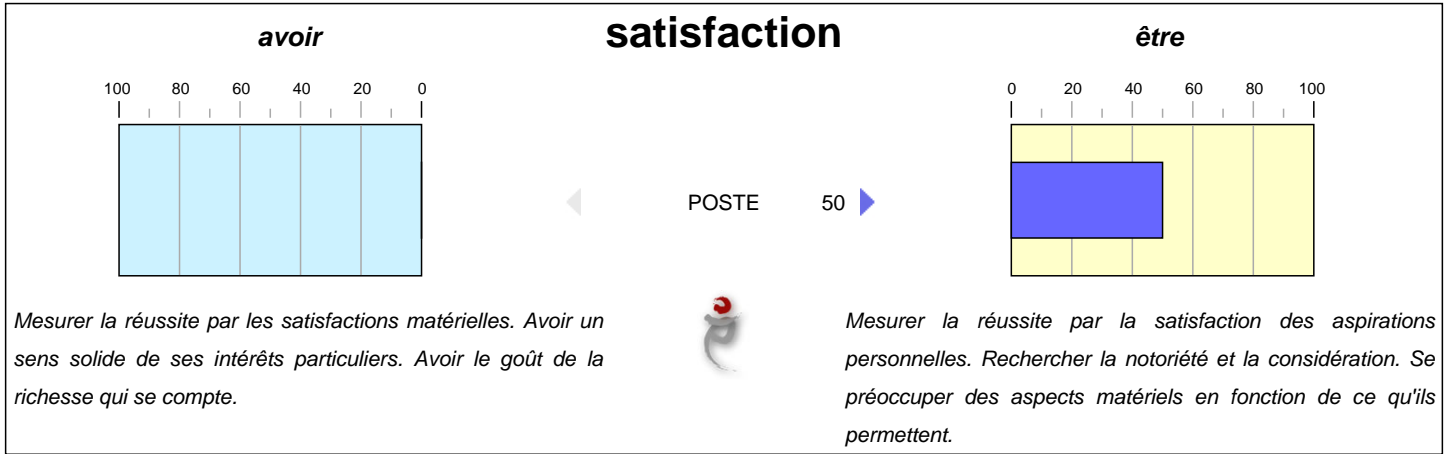 avoir satisfaction être
100 80 60 40 20 0 0 20 40 60 80 100
POSTE 50
Mesurer la réussite par les satisfactions matérielles. Avoir un
sens solide de ses intérêts particuliers. Avoir le goût de la
richesse qui se compte.
Mesurer la réussite par la satisfaction des aspirations
personnelles. Rechercher la notoriété et la considération. Se
préoccuper des aspects matériels en fonction de ce qu'ils
permettent.